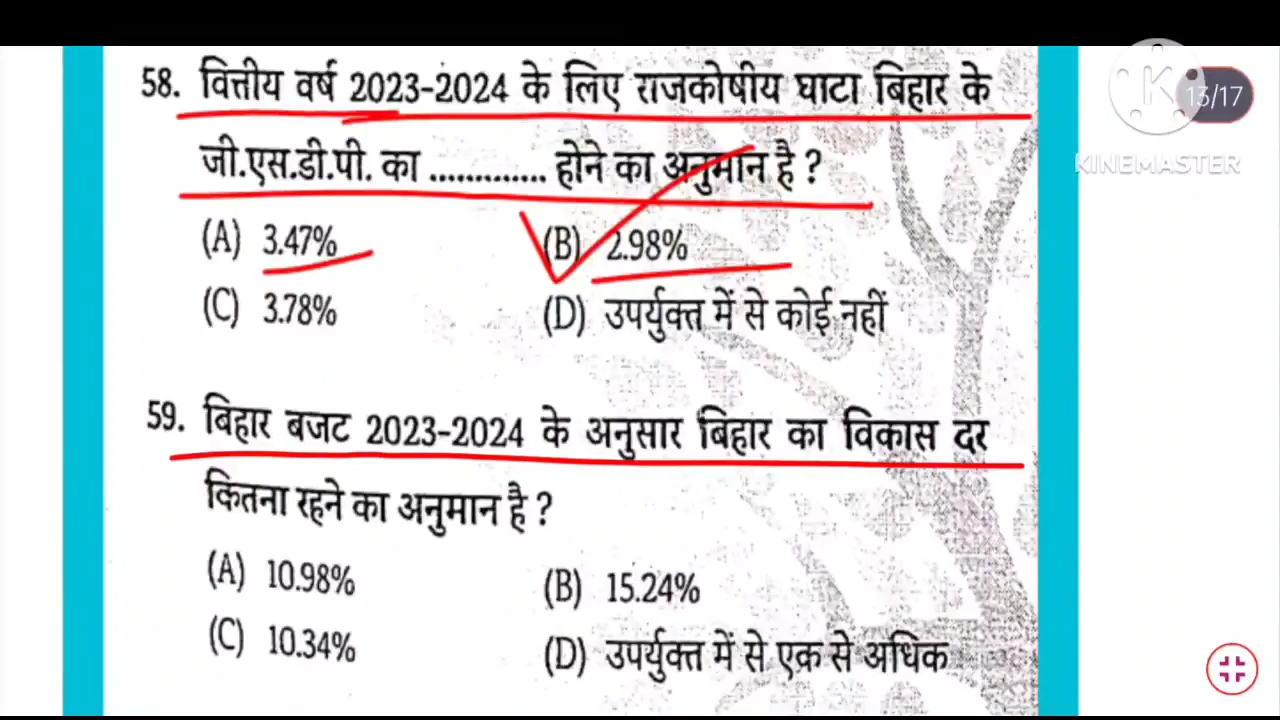 58. वित्तीय वर्ष 2023-2024 के लिए राजकोषीय घाटा बिहार के
जी.एस.डी.पी. का ............. होने का अनुमान है ?
(A) 3.47% (B) 2.98%
(C) 3.78% (D) उपर्युक्त में से कोई नहीं
59. बिहार बजट 2023-2024 के अनुसार बिहार का विकास दर
कितना रहने का अनुमान है ?
(A) 10.98% (B) 15.24%
(C) 10.34% (D) उपर्युक्त में से एक से अधिक
13/17
K
KINEMASTER